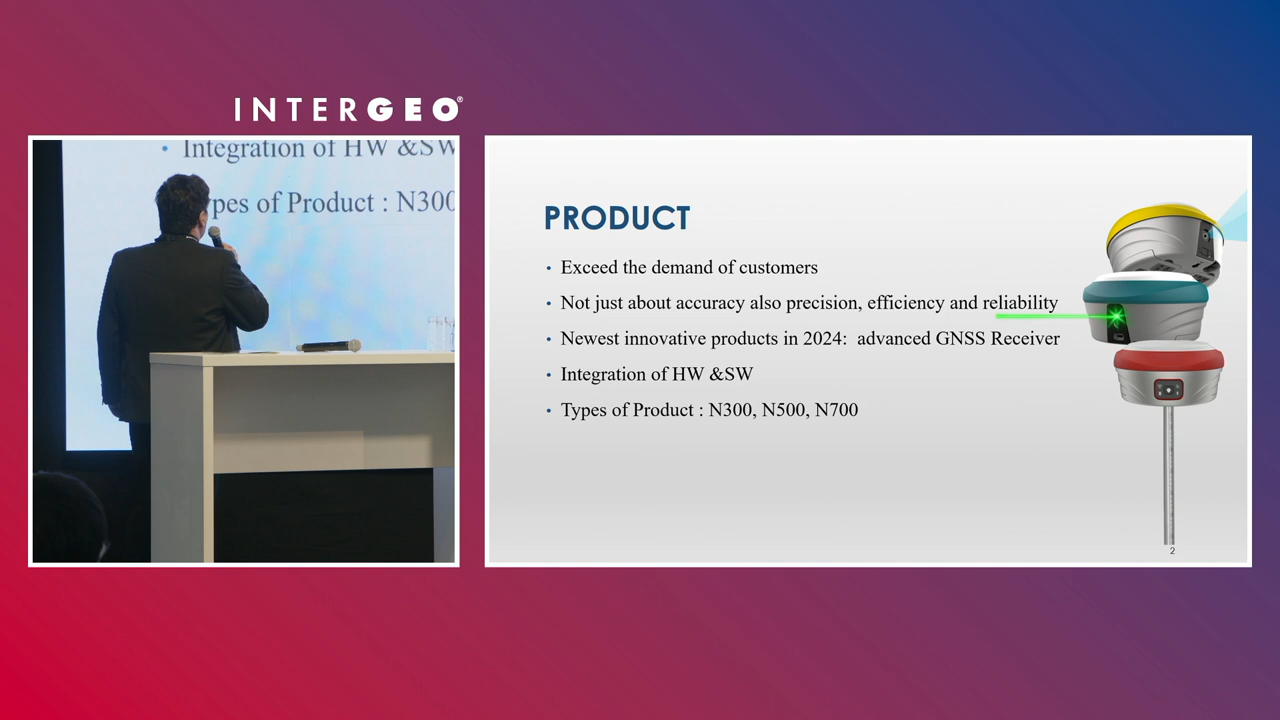 INTERGEO®
Integration of HW &SW
ypes of Product : N300
PRODUCT
• Exceed the demand of customers
• Not just about accuracy also precision, efficiency and reliability
• Newest innovative products in 2024:  advanced GNSS Receiver
• Integration of HW &SW
• Types of Product : N300, N500, N700
2